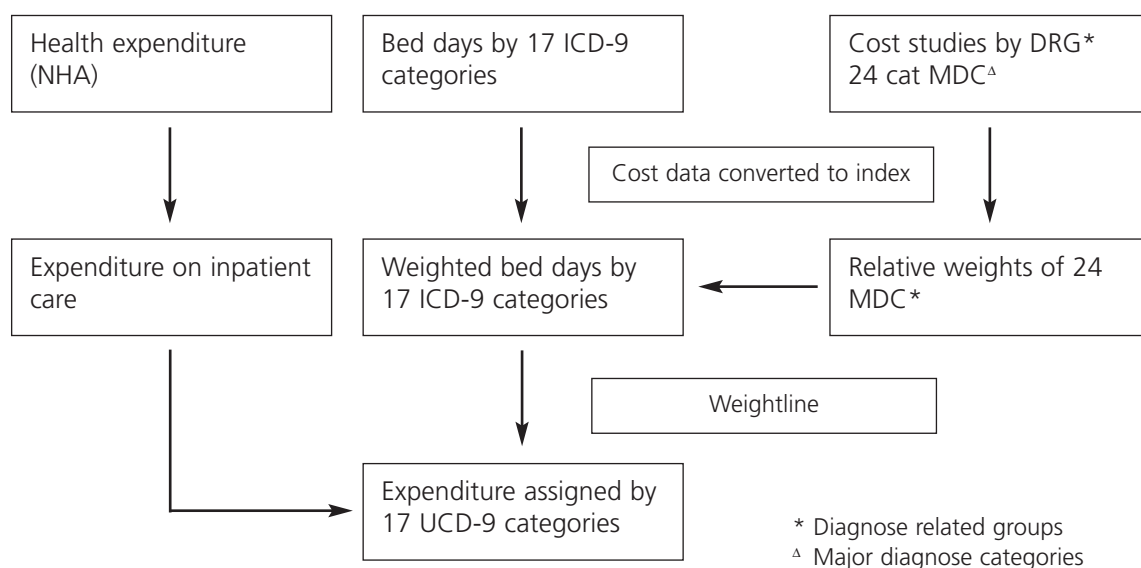 Health expenditure
(NHA)
Bed days by 17 ICD-9
categories
Cost studies by DRG*
24 cat MDCΔ
Cost data converted to index
Expenditure on inpatient
care
Weighted bed days by
17 ICD-9 categories
Relative weights of 24
MDC*
Weightline
Expenditure assigned by
17 UCD-9 categories
* Diagnose related groups
Δ Major diagnose categories